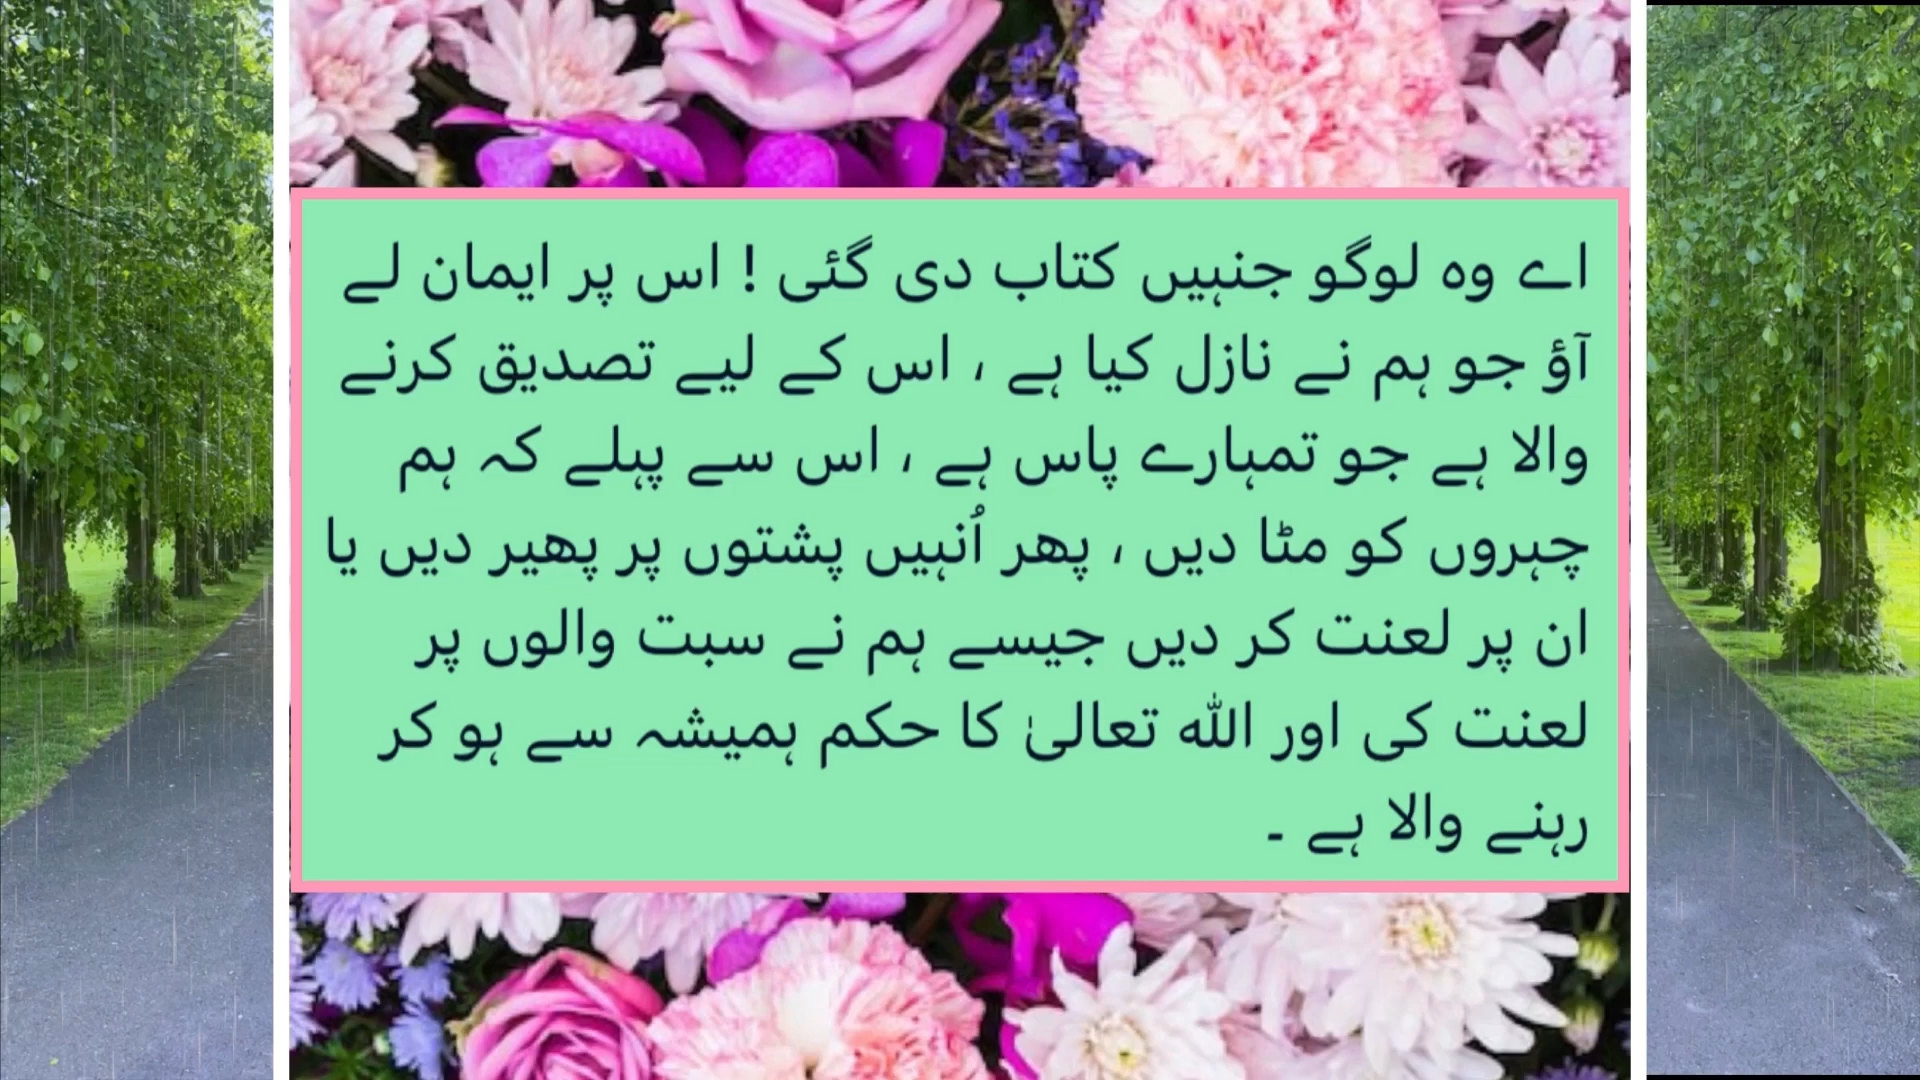 اے وہ لوگو جنہیں کتاب دی گئی ! اس پر ایمان لے
آؤ جو ہم نے نازل کیا ہے ، اس کے لیے تصدیق کرنے
والا ہے جو تمہارے پاس ہے ، اس سے پہلے کہ ہم
چہروں کو مٹا دیں ، پھر اُنہیں پشتوں پر پھیر دیں یا
ان پر لعنت کر دیں جیسے ہم نے سبت والوں پر
لعنت کی اور اللہ تعالیٰ کا حکم ہمیشہ سے ہو کر
رہنے والا ہے ۔